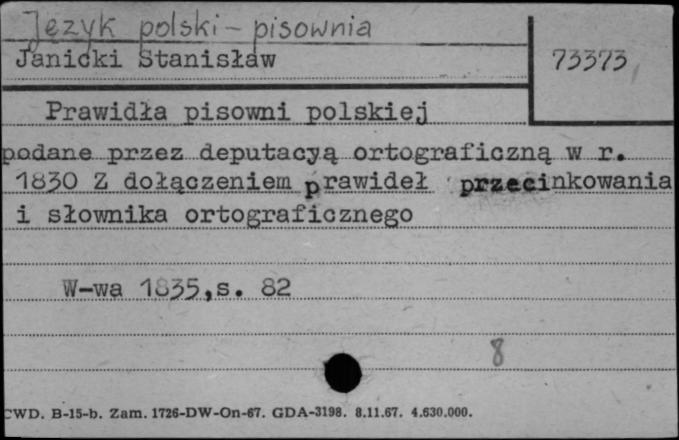 Język polski - pisownia
Janicki Stanisław
73373
Prawidła pisowni polskiej
podane przez deputacyą ortograficzną w r.
1830 Z dołączeniem prawideł przecinkowania
i słownika ortograficznego
W-wa 1835,s. 82
8
CWD. B-15-b. Zam. 1726-DW-On-67. GDA-3198. 8.11.67. 4.630.000.